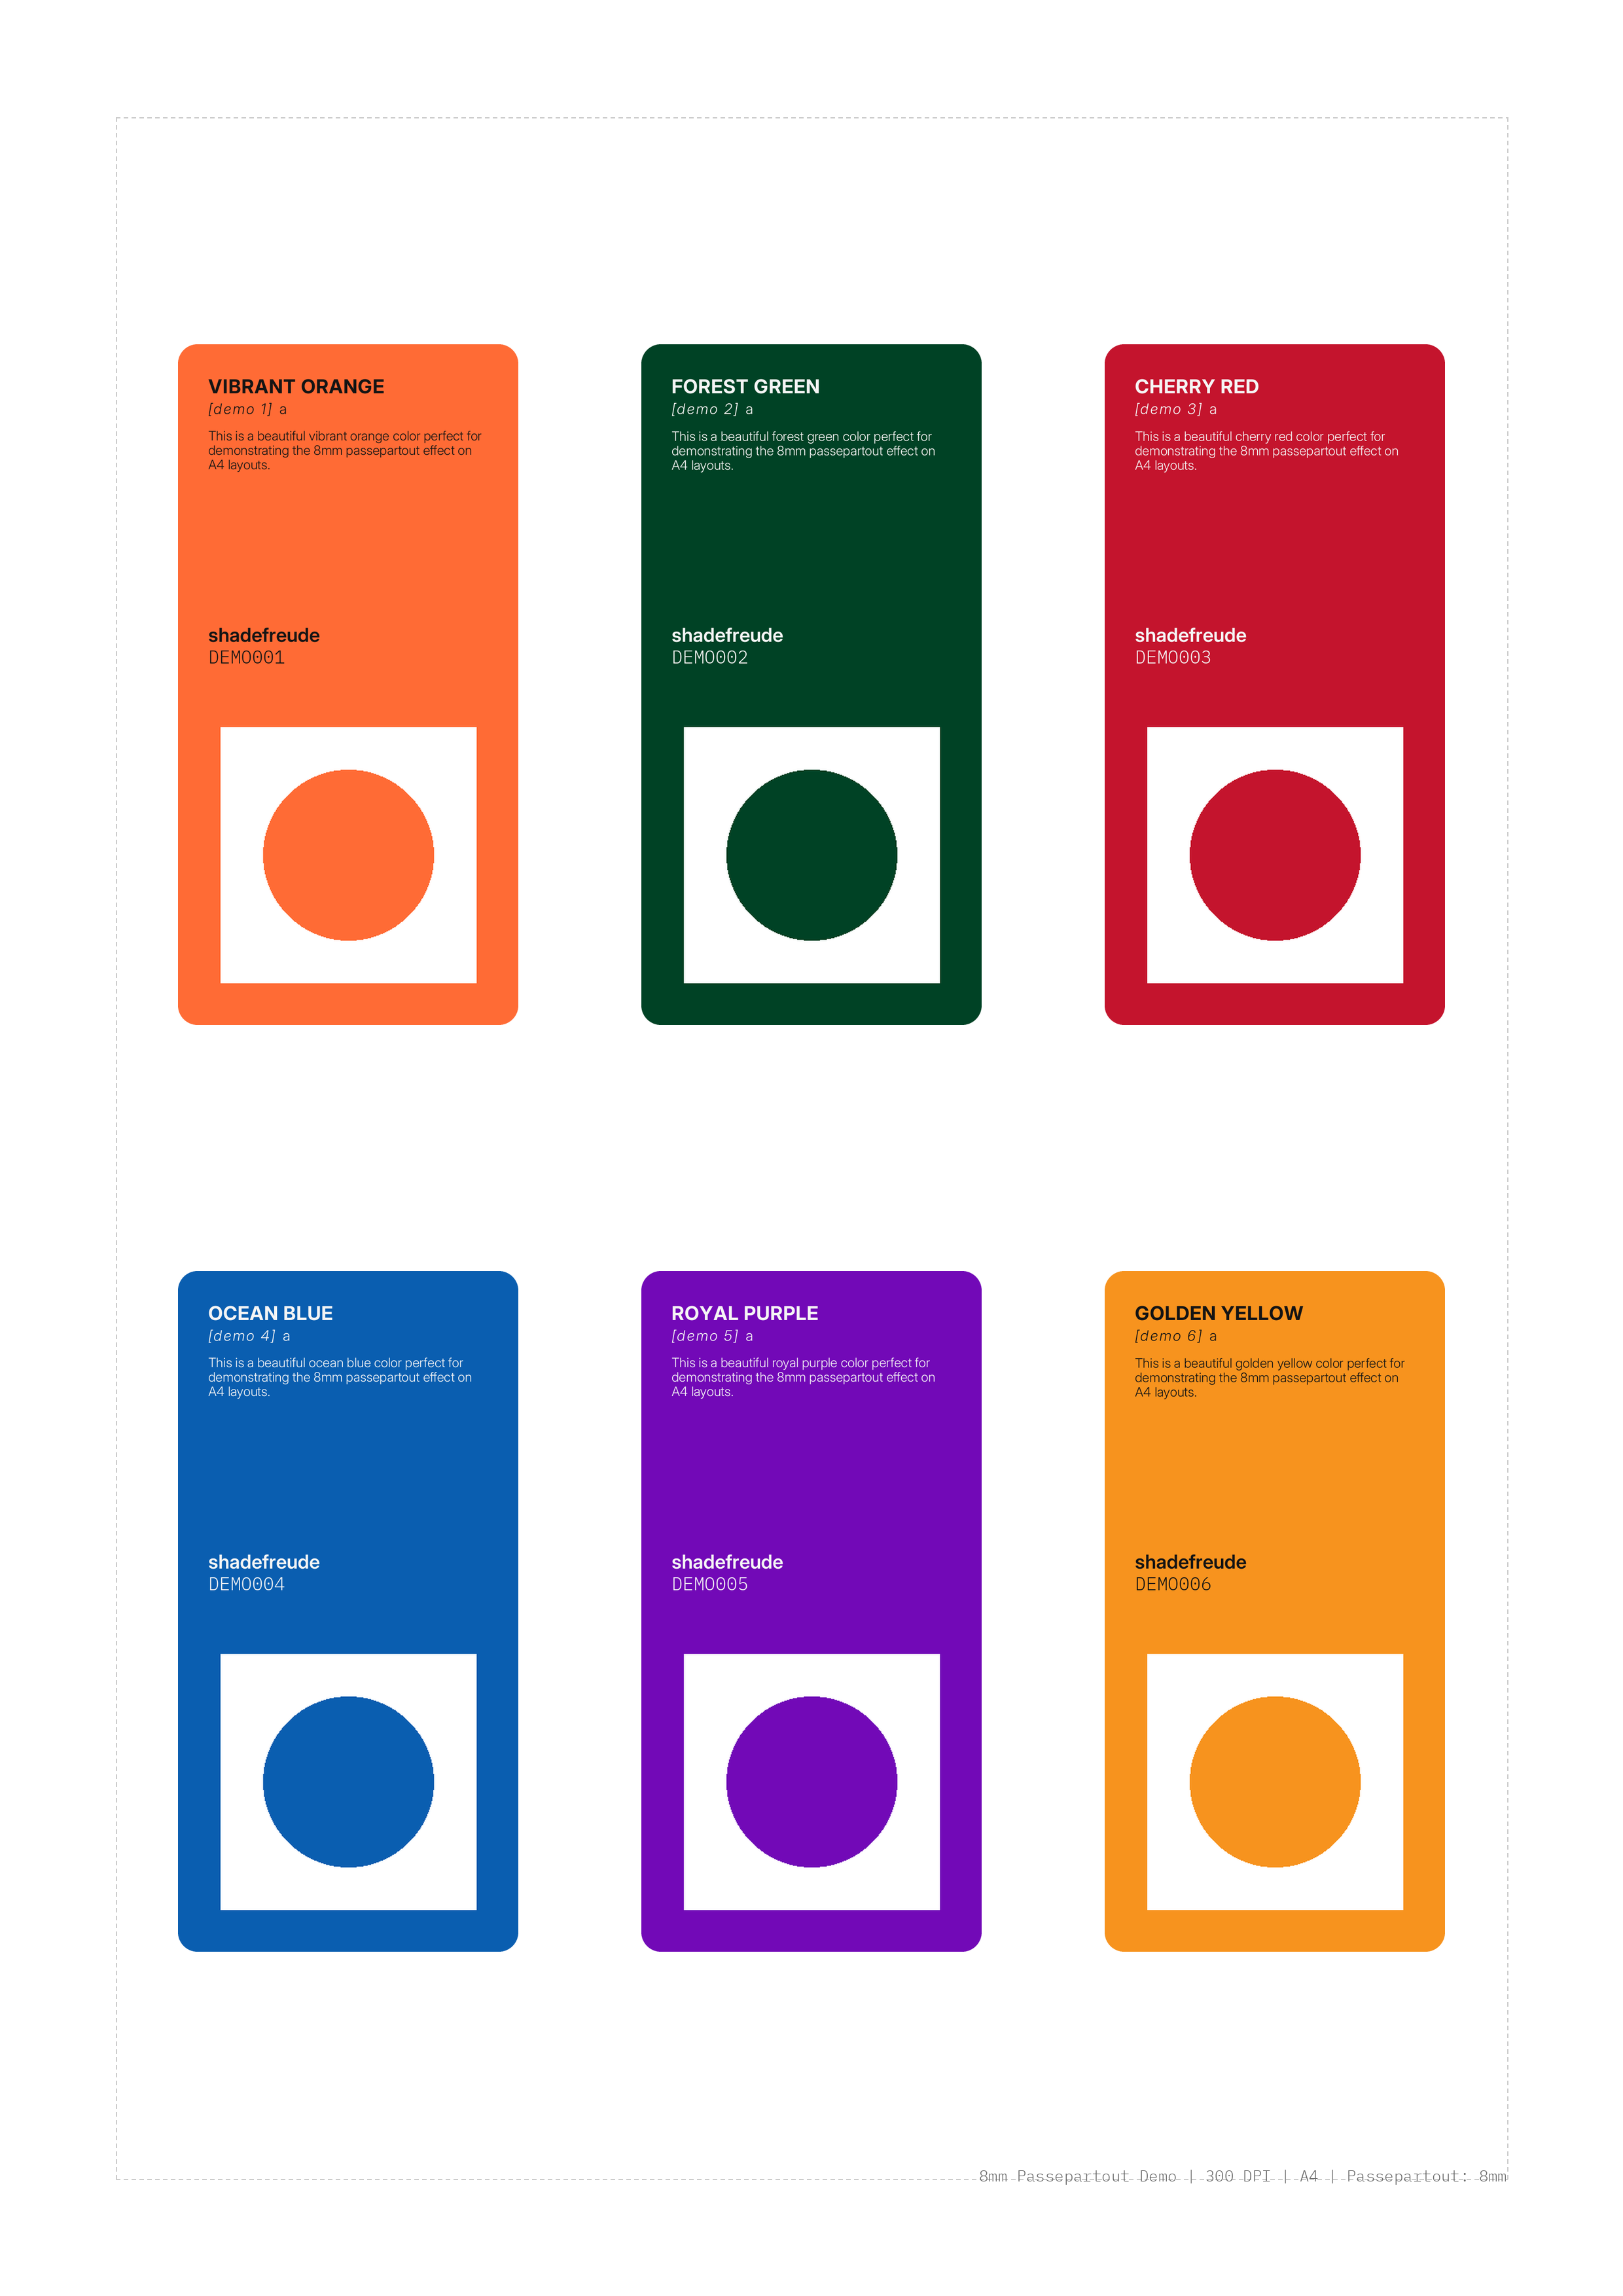 VIBRANT ORANGE
[demo 1] a
This is a beautiful vibrant orange color perfect for
demonstrating the 8mm passepartout effect on
A4 layouts.
shadefreude
DEMO001
FOREST GREEN
[demo 2] a
This is a beautiful forest green color perfect for
demonstrating the 8mm passepartout effect on
A4 layouts.
shadefreude
DEMO002
CHERRY RED
[demo 3] a
This is a beautiful cherry red color perfect for
demonstrating the 8mm passepartout effect on
A4 layouts.
shadefreude
DEMO003
OCEAN BLUE
[demo 4] a
This is a beautiful ocean blue color perfect for
demonstrating the 8mm passepartout effect on
A4 layouts.
shadefreude
DEMO004
ROYAL PURPLE
[demo 5] a
This is a beautiful royal purple color perfect for
demonstrating the 8mm passepartout effect on
A4 layouts.
shadefreude
DEMO005
GOLDEN YELLOW
[demo 6] a
This is a beautiful golden yellow color perfect for
demonstrating the 8mm passepartout effect on
A4 layouts.
shadefreude
DEMO006
8mm Passepartout Demo | 300 DPI | A4 | Passepartout: 8mm